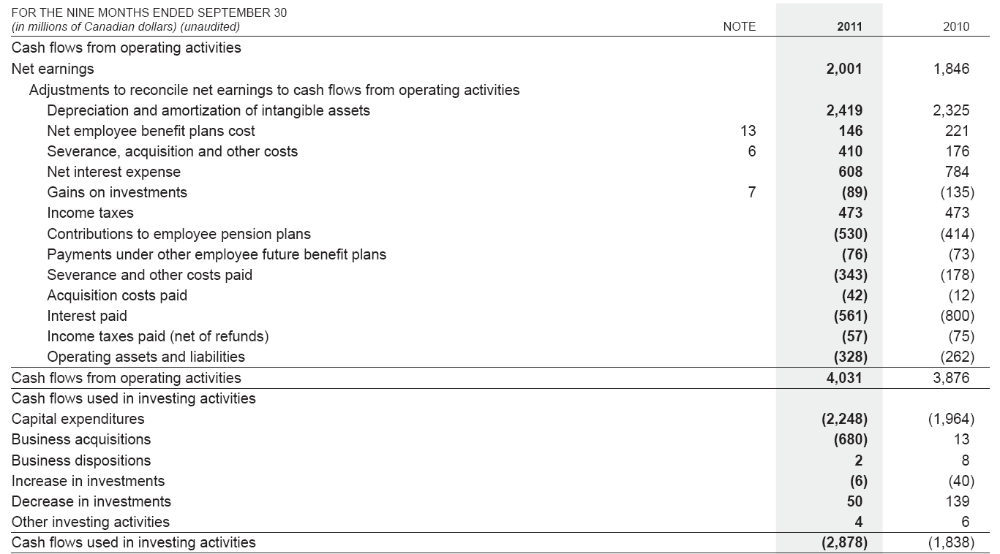 FOR THE NINE MONTHS ENDED SEPTEMBER 30
(in millions of Canadian dollars) (unaudited) NOTE 2011 2010
Cash flows from operating activities
Net earnings 2,001 1,846
Adjustments to reconcile net earnings to cash flows from operating activities
Depreciation and amortization of intangible assets 2,419 2,325
Net employee benefit plans cost 13 146 221
Severance, acquisition and other costs 6 410 176
Net interest expense 608 784
Gains on investments 7 (89) (135)
Income taxes 473 473
Contributions to employee pension plans (530) (414)
Payments under other employee future benefit plans (76) (73)
Severance and other costs paid (343) (178)
Acquisition costs paid (42) (12)
Interest paid (561) (800)
Income taxes paid (net of refunds) (57) (75)
Operating assets and liabilities (328) (262)
Cash flows from operating activities 4,031 3,876
Cash flows used in investing activities
Capital expenditures (2,248) (1,964)
Business acquisitions (680) 13
Business dispositions 2 8
Increase in investments (6) (40)
Decrease in investments 50 139
Other investing activities 4 6
Cash flows used in investing activities (2,878) (1,838)